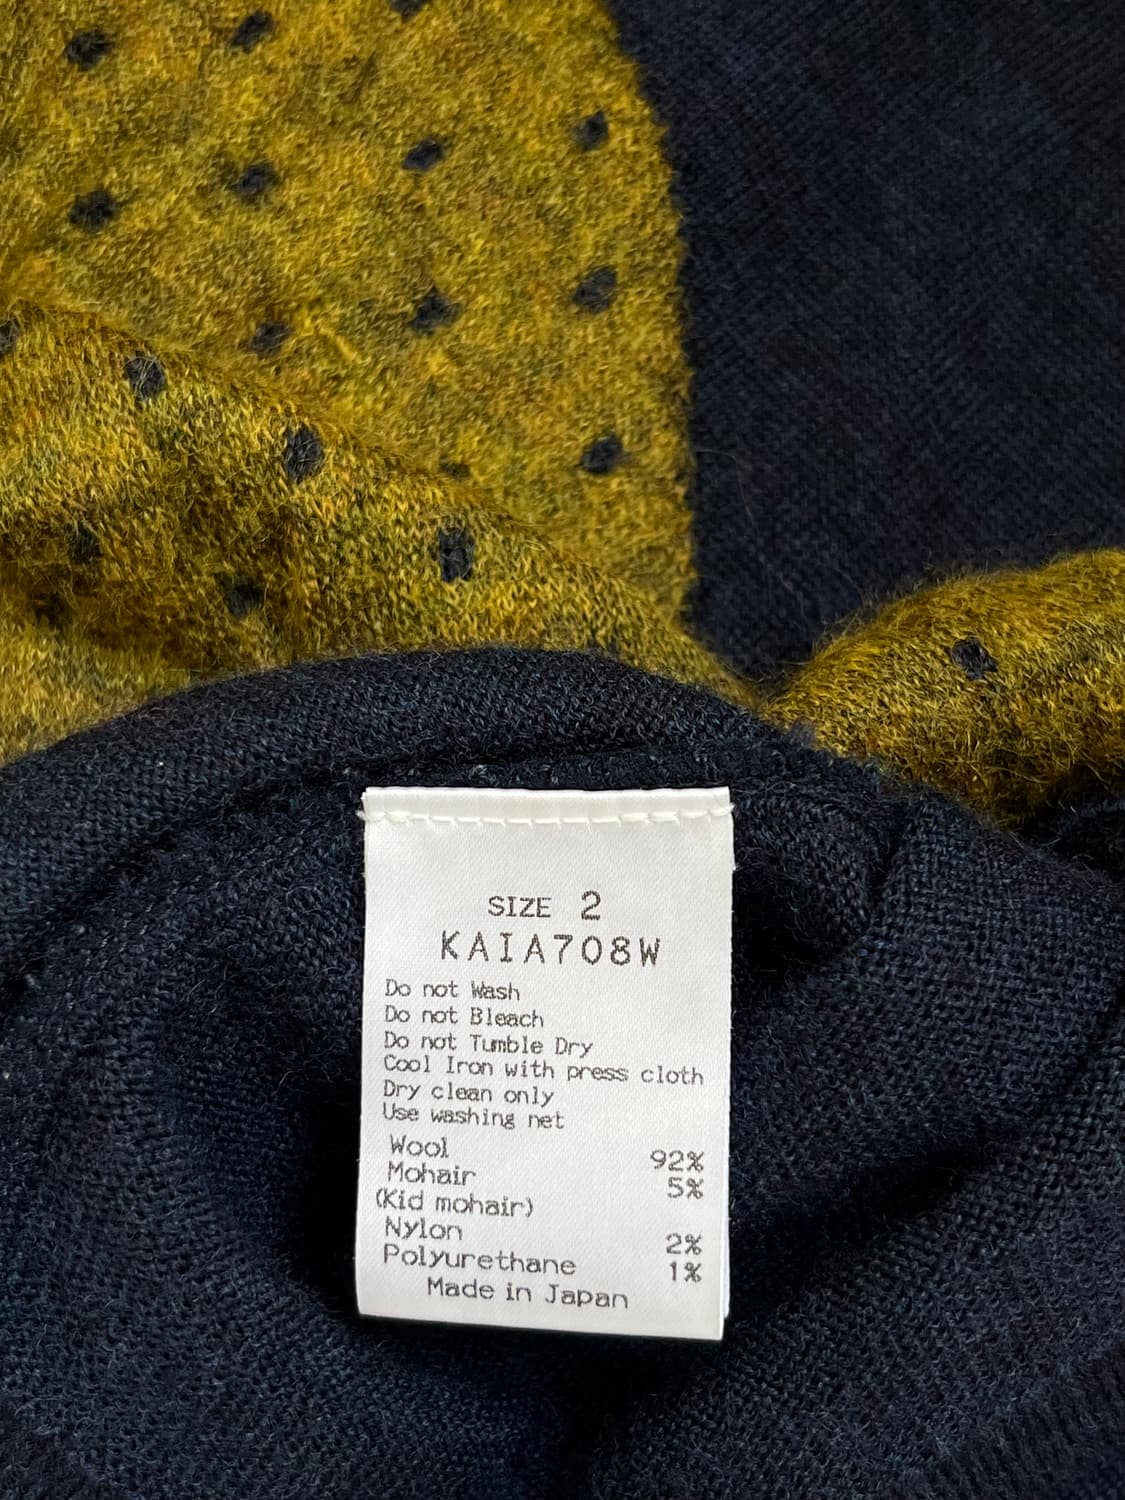 SIZE 2
KAIA708W
Do not Wash
Do not Bleach
Do not Tumble Dry
Cool Iron with press cloth
Dry clean only
Use washing net
Wool 92%
Mohair 5%
(Kid mohair)
Nylon 2%
Polyurethane 1%
Made in Japan